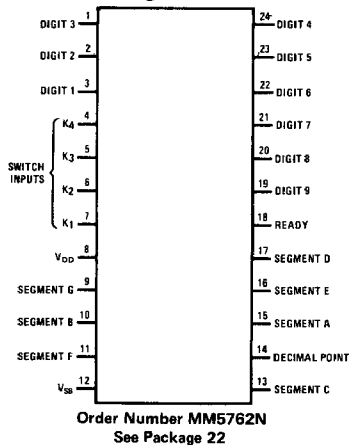 DIGIT 3 1
24 DIGIT 4
DIGIT 2 2
23 DIGIT 5
DIGIT 1 3
22 DIGIT 6
K4 4
21 DIGIT 7
SWITCH INPUTS
K3 5
20 DIGIT 8
K2 6
19 DIGIT 9
K1 7
18 READY
VDD 8
17 SEGMENT D
SEGMENT G 9
16 SEGMENT E
SEGMENT B 10
15 SEGMENT A
SEGMENT F 11
14 DECIMAL POINT
VSS 12
13 SEGMENT C
Order Number MM5762N
See Package 22